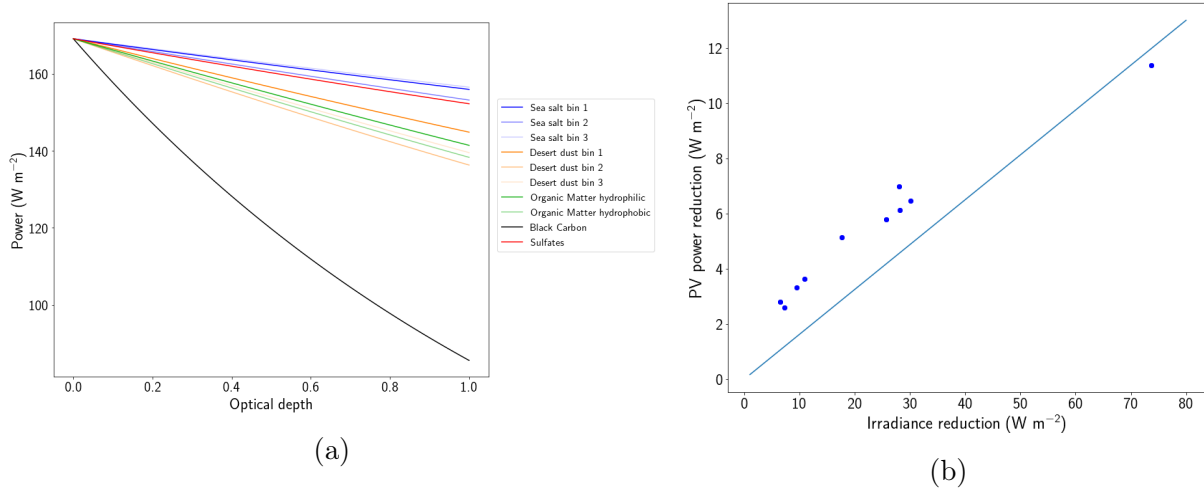 160
140
120
100
Power (W m−2)
0.0 0.2 0.4 0.6 0.8 1.0
Optical depth
Sea salt bin 1
Sea salt bin 2
Sea salt bin 3
Desert dust bin 1
Desert dust bin 2
Desert dust bin 3
Organic Matter hydrophilic
Organic Matter hydrophobic
Black Carbon
Sulfates
(a)
12
10
8
6
4
2
0
PV power reduction (W m−2)
0 10 20 30 40 50 60 70 80
Irradiance reduction (W m−2)
(b)